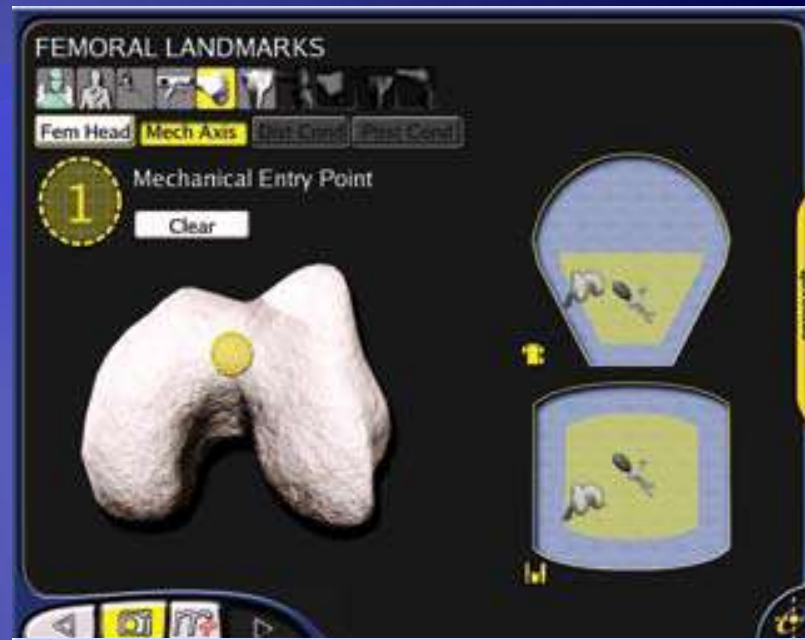 FEMORAL LANDMARKS
Fem Head Mech Axis Dist Cond Post Cond
1 Mechanical Entry Point
Clear